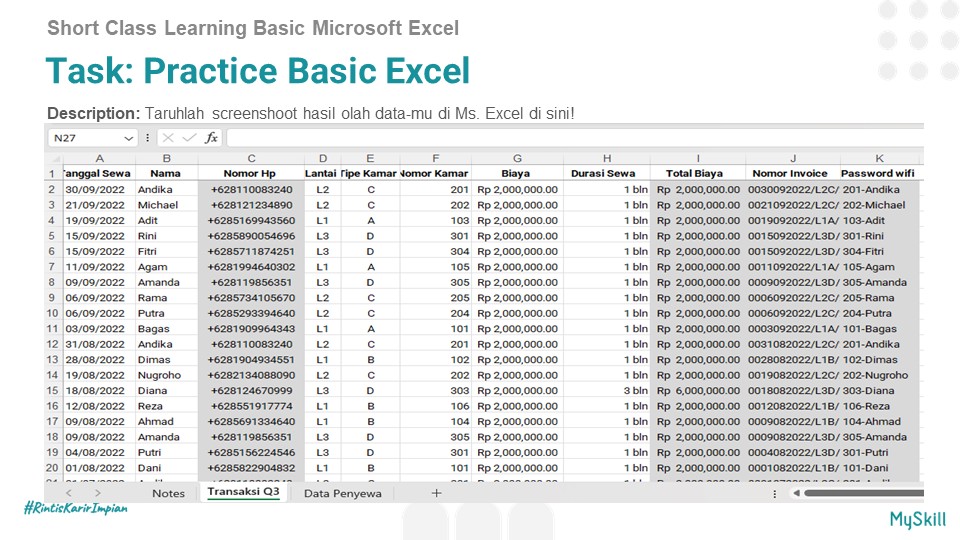 Short Class Learning Basic Microsoft Excel
Task: Practice Basic Excel
Description: Taruhlah screenshoot hasil olah data-mu di Ms. Excel di sini!
N27 fx
A B C D E F G H I J K
1 Tanggal Sewa Nama Nomor Hp Lantai Tipe Kamar Nomor Kamar Biaya Durasi Sewa Total Biaya Nomor Invoice Password wifi
2 30/09/2022 Andika +628110083240 L2 C 201 Rp 2,000,000.00 1 bln Rp 2,000,000.00 0030092022/L2C/ 201-Andika
3 21/09/2022 Michael +628121234890 L2 C 202 Rp 2,000,000.00 1 bln Rp 2,000,000.00 0021092022/L2C/ 202-Michael
4 19/09/2022 Adit +6285169943560 L1 A 103 Rp 2,000,000.00 1 bln Rp 2,000,000.00 0019092022/L1A/ 103-Adit
5 15/09/2022 Rini +6285890054696 L3 D 301 Rp 2,000,000.00 1 bln Rp 2,000,000.00 0015092022/L3D/ 301-Rini
6 15/09/2022 Fitri +6285711874251 L3 D 304 Rp 2,000,000.00 1 bln Rp 2,000,000.00 0015092022/L3D/ 304-Fitri
7 11/09/2022 Agam +6281994640302 L1 A 105 Rp 2,000,000.00 1 bln Rp 2,000,000.00 0011092022/L1A/ 105-Agam
8 09/09/2022 Amanda +628119856351 L3 D 305 Rp 2,000,000.00 1 bln Rp 2,000,000.00 0009092022/L3D/ 305-Amanda
9 06/09/2022 Rama +6285734105670 L2 C 205 Rp 2,000,000.00 1 bln Rp 2,000,000.00 0006092022/L2C/ 205-Rama
10 06/09/2022 Putra +6285293394640 L2 C 204 Rp 2,000,000.00 1 bln Rp 2,000,000.00 0006092022/L2C/ 204-Putra
11 03/09/2022 Bagas +6281909964343 L1 A 101 Rp 2,000,000.00 1 bln Rp 2,000,000.00 0003092022/L1A/ 101-Bagas
12 31/08/2022 Andika +628110083240 L2 C 201 Rp 2,000,000.00 1 bln Rp 2,000,000.00 0031082022/L2C/ 201-Andika
13 28/08/2022 Dimas +6281904934551 L1 B 102 Rp 2,000,000.00 1 bln Rp 2,000,000.00 0028082022/L1B/ 102-Dimas
14 19/08/2022 Nugroho +6282134088090 L2 C 202 Rp 2,000,000.00 1 bln Rp 2,000,000.00 0019082022/L2C/ 202-Nugroho
15 18/08/2022 Diana +628124670999 L3 D 303 Rp 2,000,000.00 3 bln Rp 6,000,000.00 0018082022/L3D/ 303-Diana
16 12/08/2022 Reza +628551917774 L1 B 106 Rp 2,000,000.00 1 bln Rp 2,000,000.00 0012082022/L1B/ 106-Reza
17 09/08/2022 Ahmad +6285691334640 L1 B 104 Rp 2,000,000.00 1 bln Rp 2,000,000.00 0009082022/L1B/ 104-Ahmad
18 09/08/2022 Amanda +628119856351 L3 D 305 Rp 2,000,000.00 1 bln Rp 2,000,000.00 0009082022/L3D/ 305-Amanda
19 04/08/2022 Putri +6285156224546 L3 D 301 Rp 2,000,000.00 1 bln Rp 2,000,000.00 0004082022/L3D/ 301-Putri
20 01/08/2022 Dani +6285822904832 L1 B 101 Rp 2,000,000.00 1 bln Rp 2,000,000.00 0001082022/L1B/ 101-Dani
Notes Transaksi Q3 Data Penyewa +
#RintisKarirImpian
MySkill